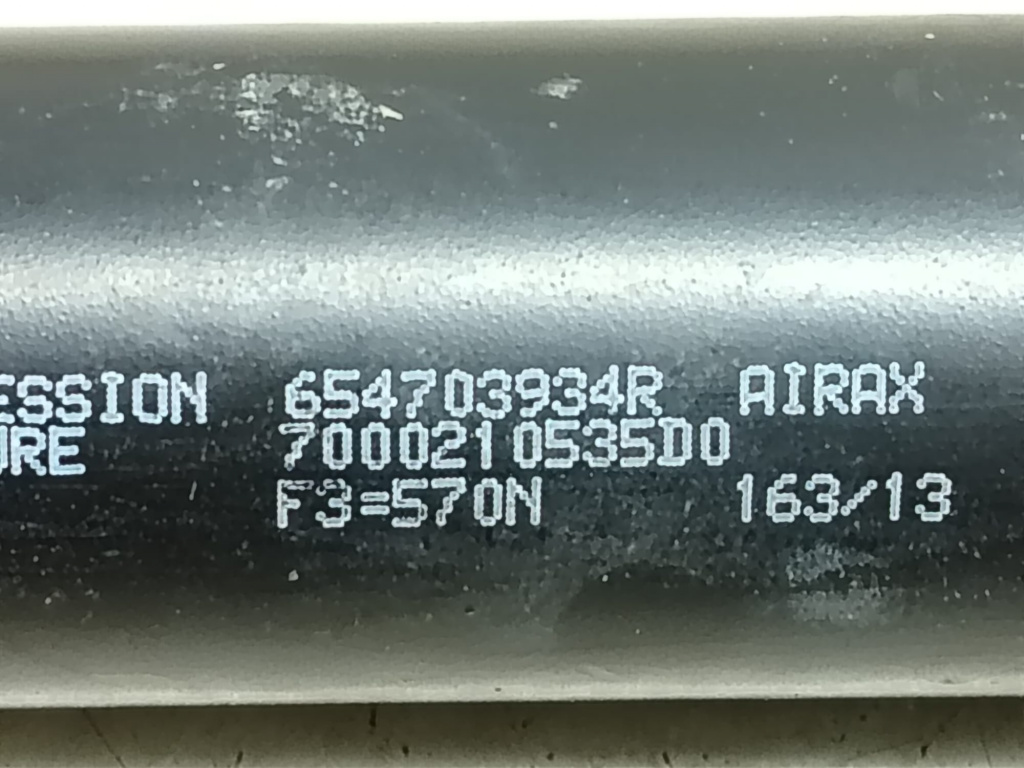 ESSION 654703934R AIRAX
URE 7000210535D0
F3=570N 163/13